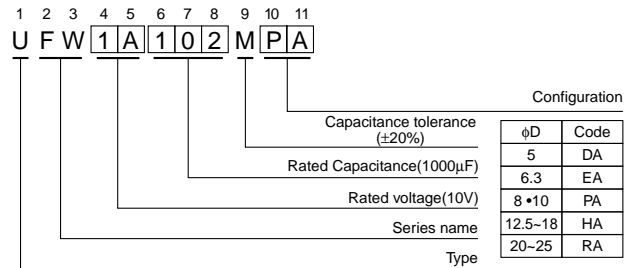 1 2 3 4 5 6 7 8 9 10 11
U F W 1 A 1 0 2 M P A
Configuration
Capacitance tolerance
(±20%)
Rated Capacitance(1000μF)
Rated voltage(10V)
Series name
Type
ϕD Code
5 DA
6.3 EA
8 •10 PA
12.5~18 HA
20~25 RA